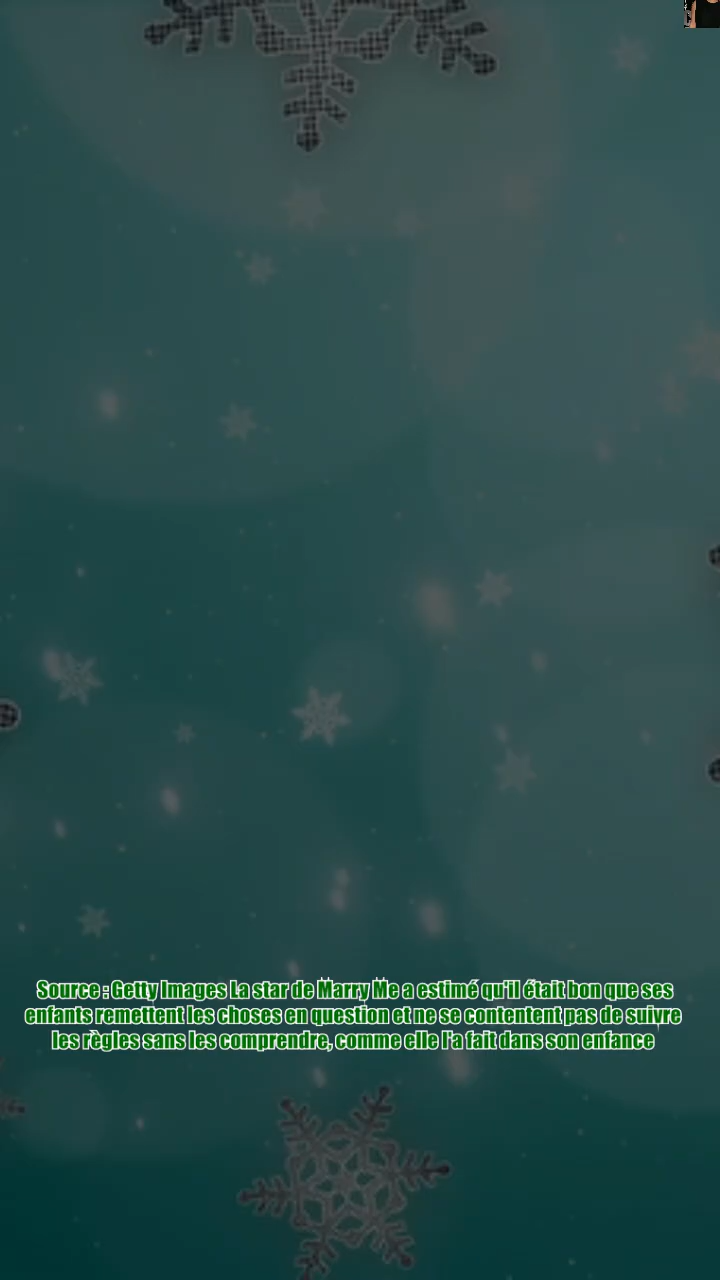 Source : Getty Images La star de Marry Me a estimé qu'il était bon que ses
enfants remettent les choses en question et ne se contentent pas de suivre
les règles sans les comprendre, comme elle l'a fait dans son enfance